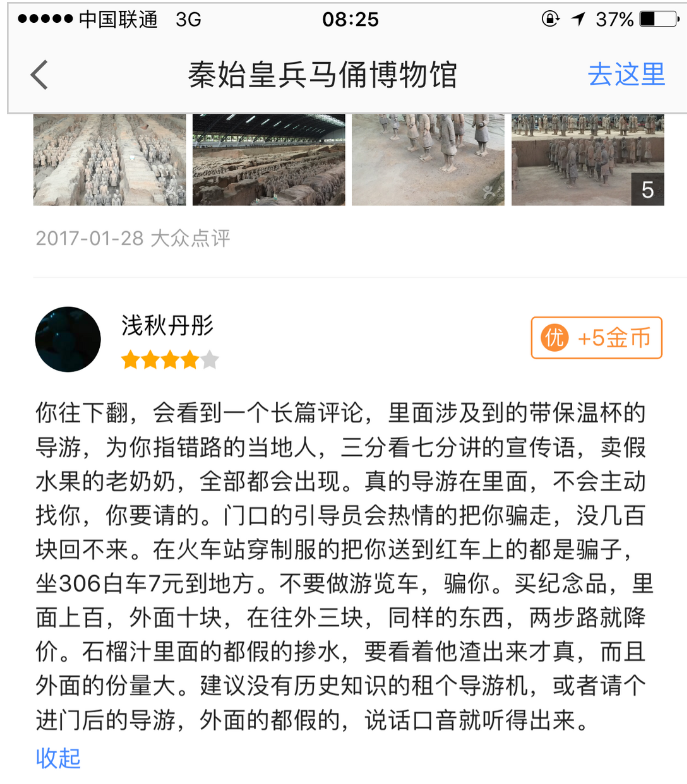 中国联通 3G 08:25 37%
秦始皇兵马俑博物馆 去这里
5
2017-01-28 大众点评
浅秋丹彤
优 +5金币
你往下翻，会看到一个长篇评论，里面涉及到的带保温杯的
导游，为你指错路的当地人，三分看七分讲的宣传语，卖假
水果的老奶奶，全部都会出现。真的导游在里面，不会主动
找你，你要请的。门口的引导员会热情的把你骗走，没几百
块回不来。在火车站穿制服的把你送到红车上的都是骗子，
坐306白车7元到地方。不要做游览车，骗你。买纪念品，里
面上百，外面十块，在往外三块，同样的东西，两步路就降
价。石榴汁里面的都假的掺水，要看着他渣出来才真，而且
外面的份量大。建议没有历史知识的租个导游机，或者请个
进门后的导游，外面的都假的，说话口音就听得出来。
收起